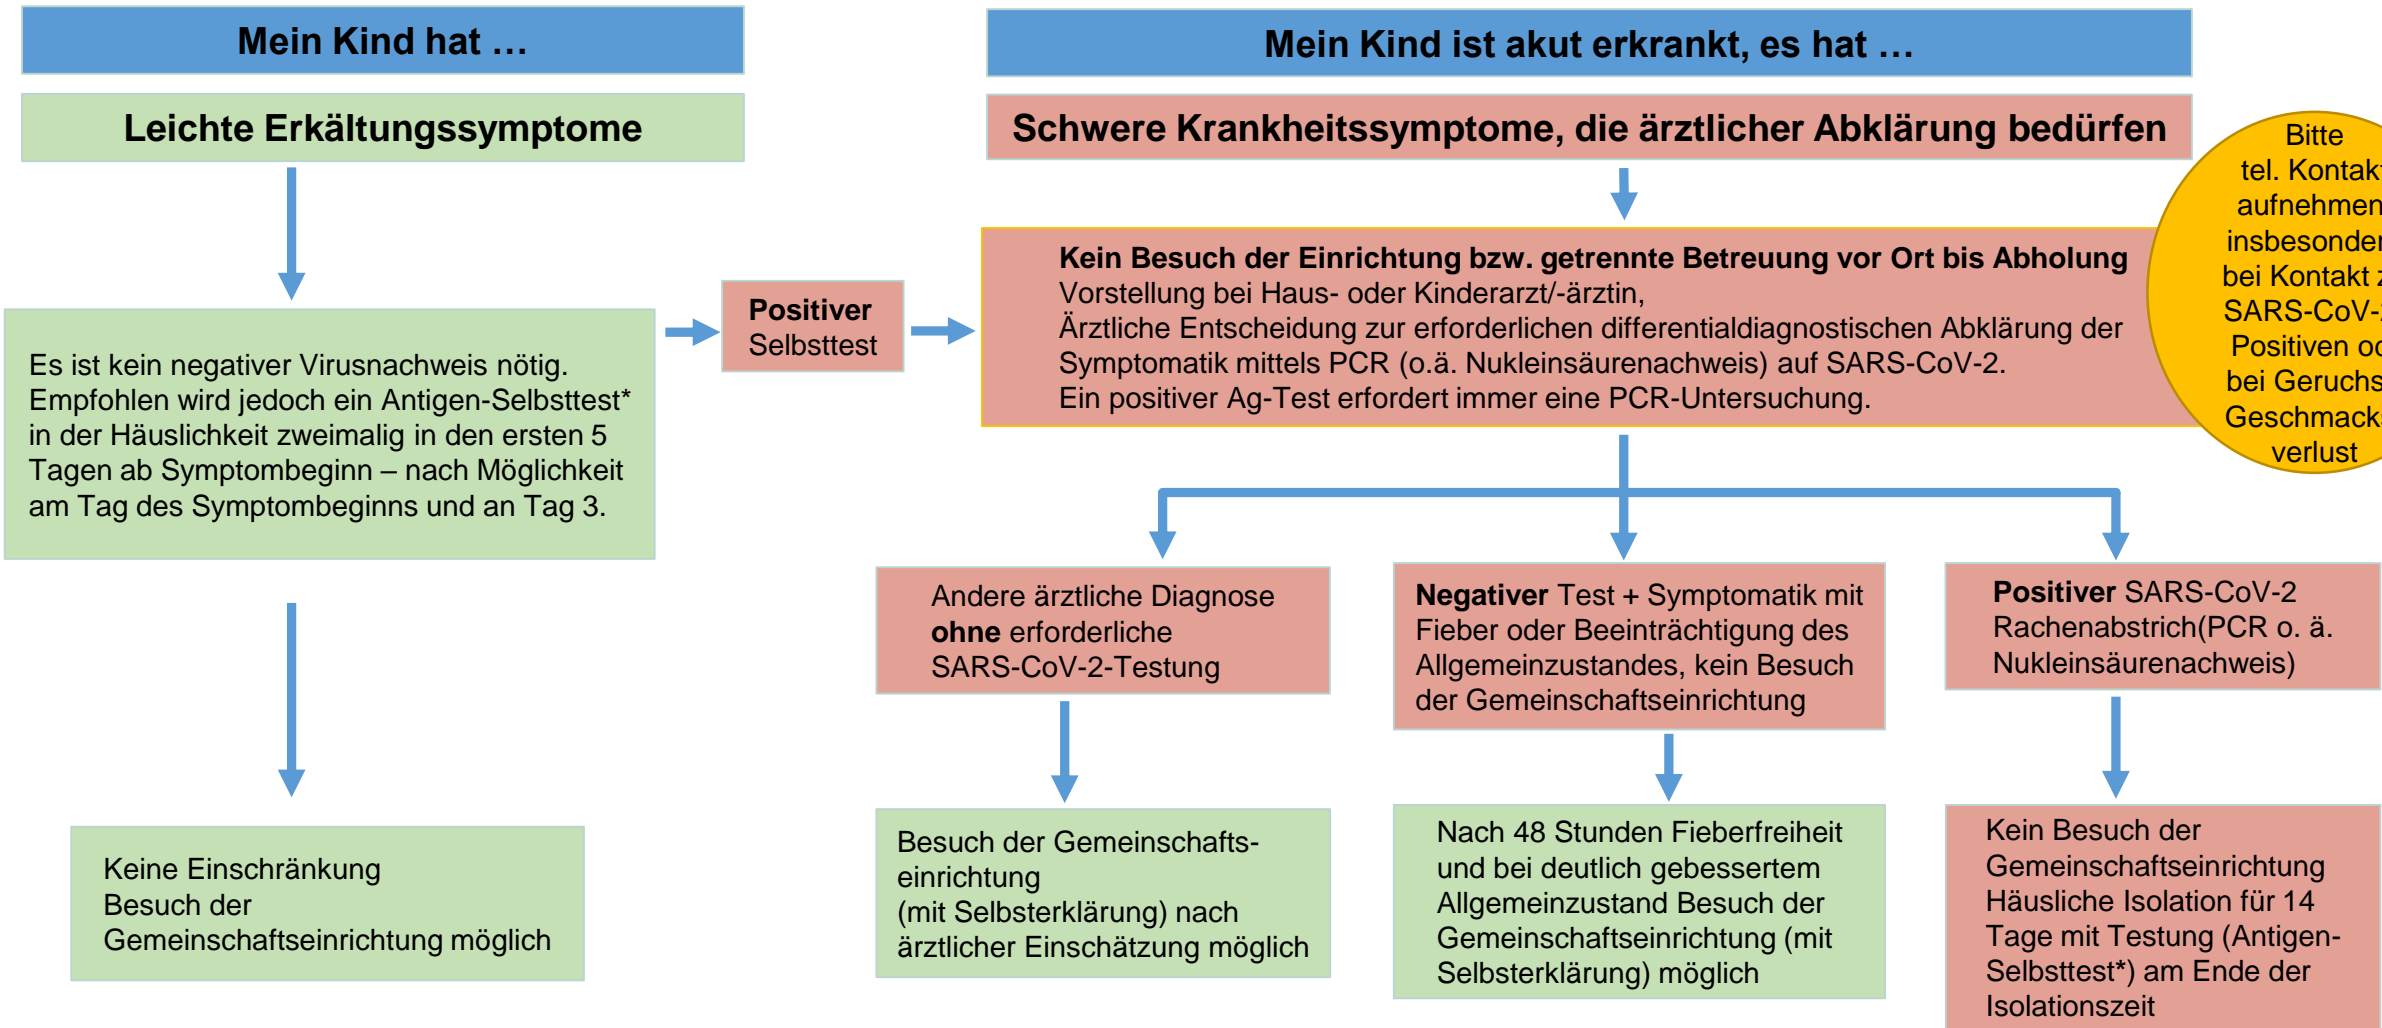 Mein Kind hat …
Leichte Erkältungssymptome
Es ist kein negativer Virusnachweis nötig.
Empfohlen wird jedoch ein Antigen-Selbsttest*
in der Häuslichkeit zweimalig in den ersten 5
Tagen ab Symptombeginn – nach Möglichkeit
am Tag des Symptombeginns und an Tag 3.
Keine Einschränkung
Besuch der
Gemeinschaftseinrichtung möglich
Positiver
Selbsttest
Mein Kind ist akut erkrankt, es hat …
Schwere Krankheitssymptome, die ärztlicher Abklärung bedürfen
Kein Besuch der Einrichtung bzw. getrennte Betreuung vor Ort bis Abholung
Vorstellung bei Haus- oder Kinderarzt/-ärztin,
Ärztliche Entscheidung zur erforderlichen differentialdiagnostischen Abklärung der
Symptomatik mittels PCR (o.ä. Nukleinsäurenachweis) auf SARS-CoV-2.
Ein positiver Ag-Test erfordert immer eine PCR-Untersuchung.
Bitte
tel. Kontakt
aufnehmen
insbesonder
bei Kontakt
SARS-CoV-
Positiven
bei Geruchs
Geschmacks
verlust
Andere ärztliche Diagnose
ohne erforderliche
SARS-CoV-2-Testung
Besuch der Gemeinschafts-
einrichtung
(mit Selbsterklärung) nach
ärztlicher Einschätzung möglich
Negativer Test + Symptomatik mit
Fieber oder Beeinträchtigung des
Allgemeinzustandes, kein Besuch
der Gemeinschaftseinrichtung
Nach 48 Stunden Fieberfreiheit
und bei deutlich gebessertem
Allgemeinzustand Besuch der
Gemeinschaftseinrichtung (mit
Selbsterklärung) möglich
Positiver SARS-CoV-2
Rachenabstrich(PCR o. ä.
Nukleinsäurenachweis)
Kein Besuch der
Gemeinschaftseinrichtung
Häusliche Isolation für 14
Tage mit Testung (Antigen-
Selbsttest*) am Ende der
Isolationszeit